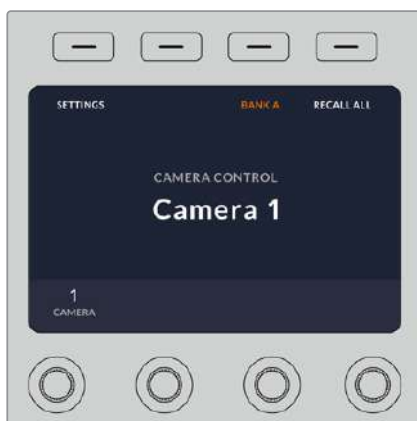 SETTINGS BANK A RECALL ALL
CAMERA CONTROL
Camera 1
1
CAMERA